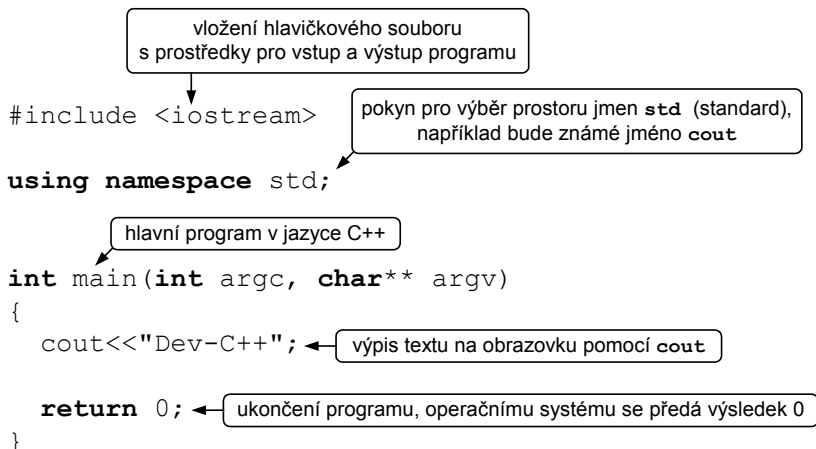 vložení hlavičkového souboru
s prostředky pro vstup a výstup programu
#include <iostream>
pokyn pro výběr prostoru jmen std (standard),
například bude známé jméno cout
using namespace std;
hlavní program v jazyce C++
int main(int argc, char** argv)
{
cout<<"Dev-C++";
výpis textu na obrazovku pomocí cout
return 0;
ukončení programu, operačnímu systému se předá výsledek 0
}